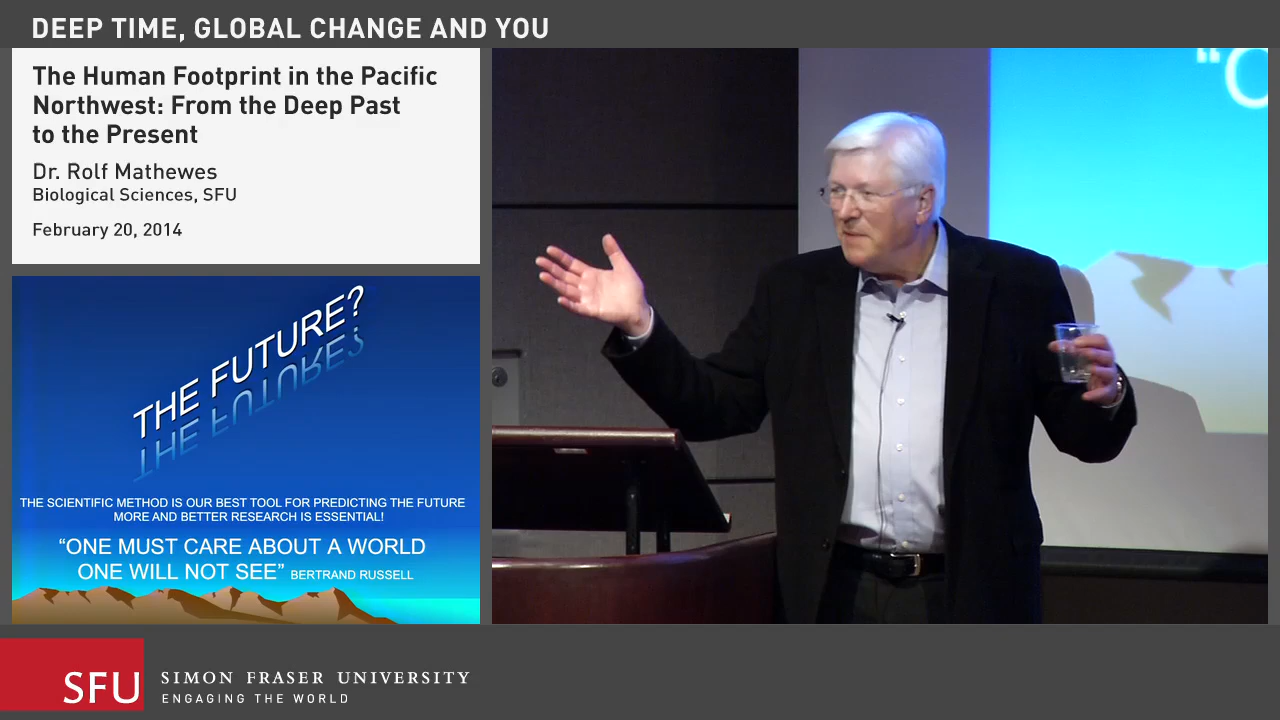 DEEP TIME, GLOBAL CHANGE AND YOU
The Human Footprint in the Pacific
Northwest: From the Deep Past
to the Present
Dr. Rolf Mathewes
Biological Sciences, SFU
February 20, 2014
THE FUTURE?
THE SCIENTIFIC METHOD IS OUR BEST TOOL FOR PREDICTING THE FUTURE
MORE AND BETTER RESEARCH IS ESSENTIAL!
“ONE MUST CARE ABOUT A WORLD
ONE WILL NOT SEE” BERTRAND RUSSELL
“O
SFU
SIMON FRASER UNIVERSITY
ENGAGING THE WORLD